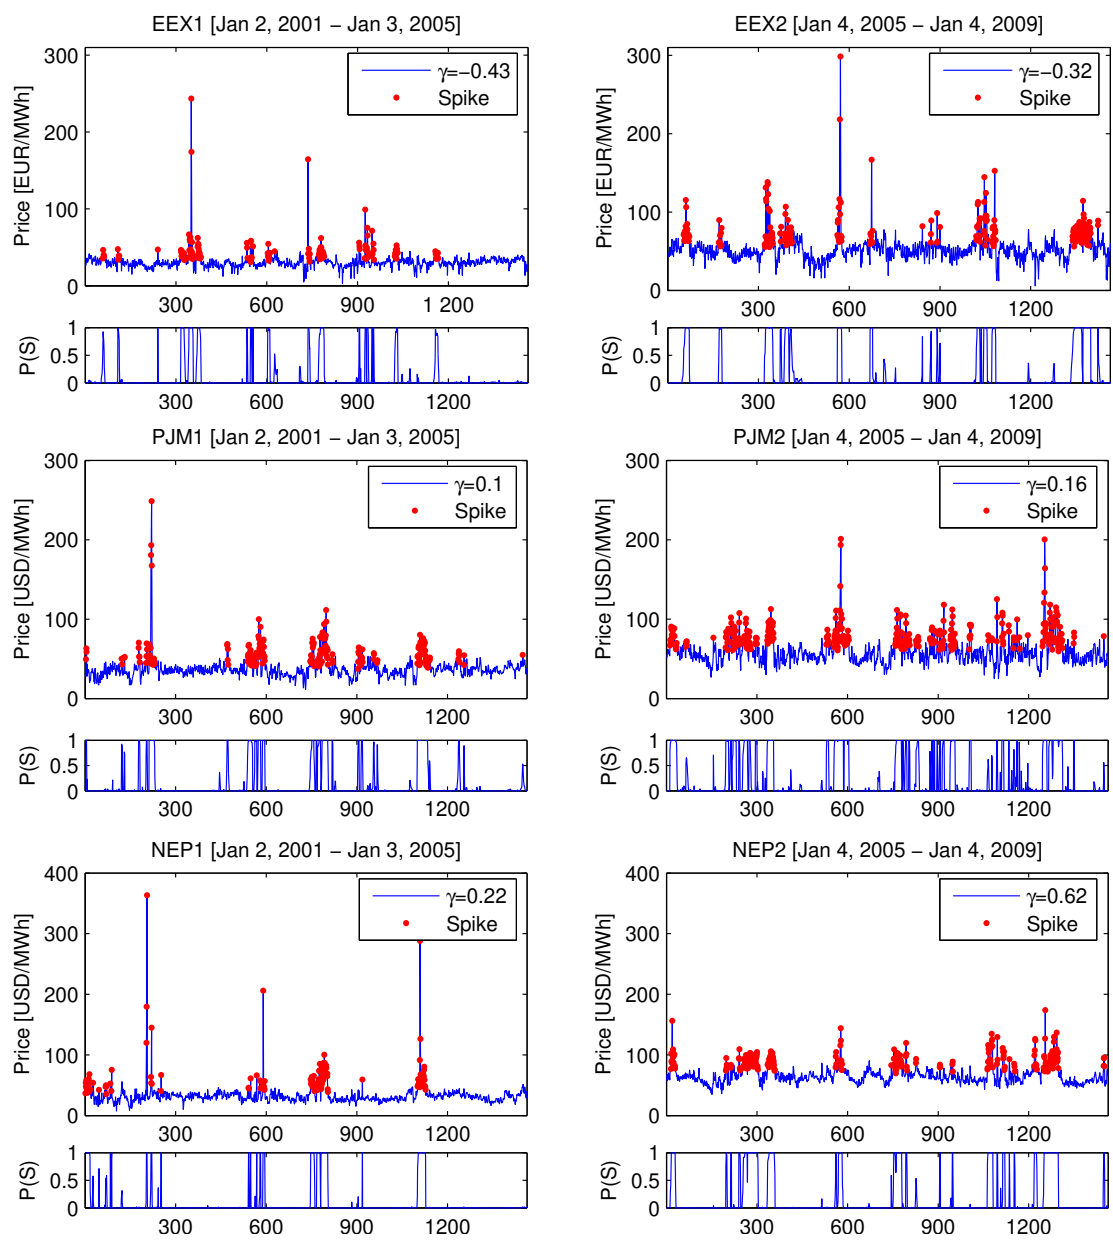 EEX1 [Jan 2, 2001 − Jan 3, 2005]
Price [EUR/MWh]
300
200
100
0
γ=−0.43
Spike
300 600 900 1 200
P(S)
1
0.5
0
300 600 900 1200
EEX2 [Jan 4, 2005 − Jan 4, 2009]
Price [EUR/MWh]
300
200
100
0
γ=−0.32
Spike
300 600 900 1200
P(S)
1
0.5
0
300 600 900 1200
PJM1 [Jan 2, 2001 − Jan 3, 2005]
Price [USD/MWh]
300
200
100
0
γ=0.1
Spike
300 600 900 1200
P(S)
1
0.5
0
300 600 900 1200
PJM2 [Jan 4, 2005 − Jan 4, 2009]
Price [USD/MWh]
300
200
100
0
γ=0.16
Spike
300 600 900 1200
P(S)
1
0.5
0
300 600 900 1200
NEP1 [Jan 2, 2001 − Jan 3, 2005]
Price [USD/MWh]
400
300
200
100
0
γ=0.22
Spike
300 600 900 1200
P(S)
1
0.5
0
300 600 900 1200
NEP2 [Jan 4, 2005 − Jan 4, 2009]
Price [USD/MWh]
400
300
200
100
0
γ=0.62
Spike
300 600 900 1200
P(S)
1
0.5
0
300 600 900 1200